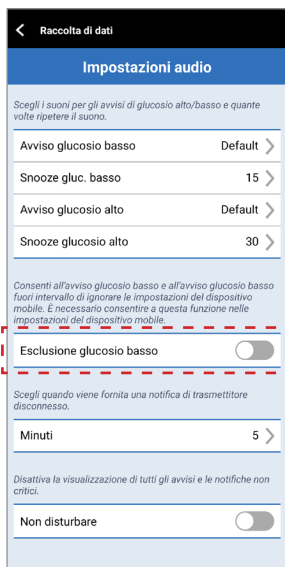 Raccolta di dati
Impostazioni audio
Scegli i suoni per gli avvisi di glucosio alto/basso e quante
volte ripetere il suono.
Avviso glucosio basso Default
Snooze gluc. basso 15
Avviso glucosio alto Default
Snooze glucosio alto 30
Consenti all'avviso glucosio basso e all'avviso glucosio basso
fuori intervallo di ignorare le impostazioni del dispositivo
mobile. È necessario consentire a questa funzione nelle
impostazioni del dispositivo mobile.
Esclusione glucosio basso
Scegli quando viene fornita una notifica di trasmettitore
disconnesso.
Minuti 5
Disattiva la visualizzazione di tutti gli avvisi e le notifiche non
critici.
Non disturbare